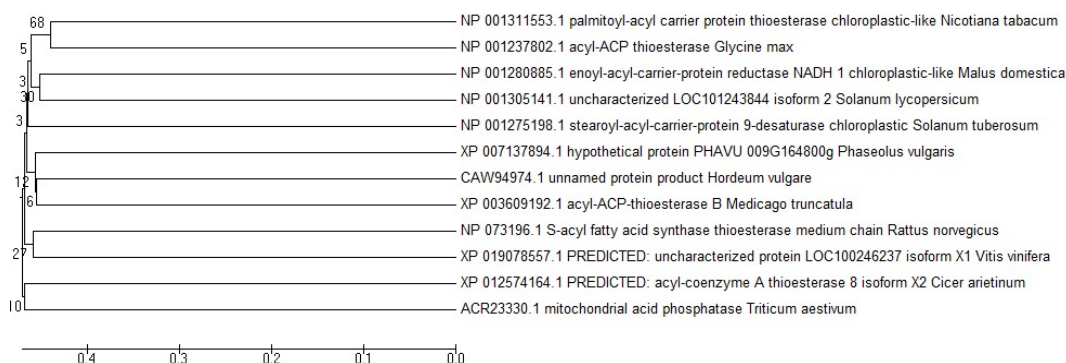 68
NP 001311553.1 palmitoyl-acyl carrier protein thioesterase chloroplastic-like Nicotiana tabacum
5
NP 001237802.1 acyl-ACP thioesterase Glycine max
3
NP 001280885.1 enoyl-acyl-carrier-protein reductase NADH 1 chloroplastic-like Malus domestica
30
NP 001305141.1 uncharacterized LOC101243844 isoform 2 Solanum lycopersicum
3
NP 001275198.1 stearoyl-acyl-carrier-protein 9-desaturase chloroplastic Solanum tuberosum
XP 007137894.1 hypothetical protein PHAVU 009G164800g Phaseolus vulgaris
12
CAW94974.1 unnamed protein product Hordeum vulgare
16
XP 003609192.1 acyl-ACP-thioesterase B Medicago truncatula
NP 073196.1 S-acyl fatty acid synthase thioesterase medium chain Rattus norvegicus
27
XP 019078557.1 PREDICTED: uncharacterized protein LOC100246237 isoform X1 Vitis vinifera
XP 012574164.1 PREDICTED: acyl-coenzyme A thioesterase 8 isoform X2 Cicer arietinum
10
ACR23330.1 mitochondrial acid phosphatase Triticum aestivum
0.4 0.3 0.2 0.1 0.0